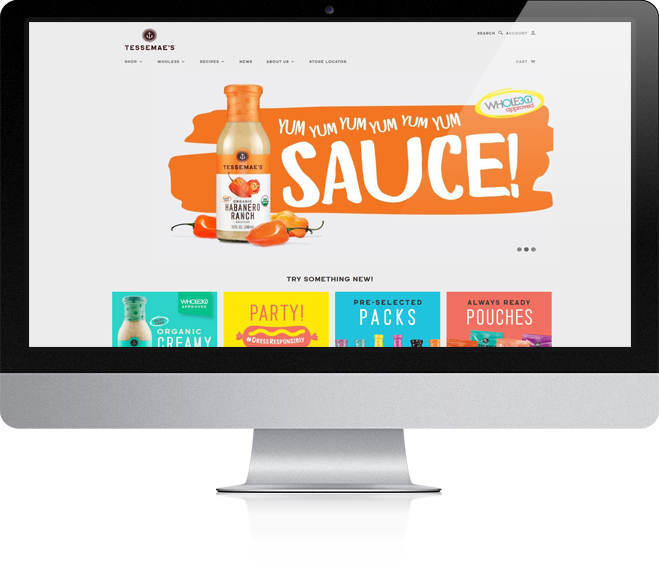 TESSEMAE'S
SEARCH ACCOUNT
SHOP WHOLE30 RECIPES NEWS ABOUT US STORE LOCATOR CART
WHOLE30
approved
YUM YUM YUM YUM YUM YUM
SAUCE!
TESSEMAE'S
ORGANIC
HABANERO
RANCH
TRY SOMETHING NEW!
WHOLE30
APPROVED
ORGANIC
CREAMY
PARTY!
#DRESSRESPONSIBLY
PRE-SELECTED
PACKS
ALWAYS READY
POUCHES